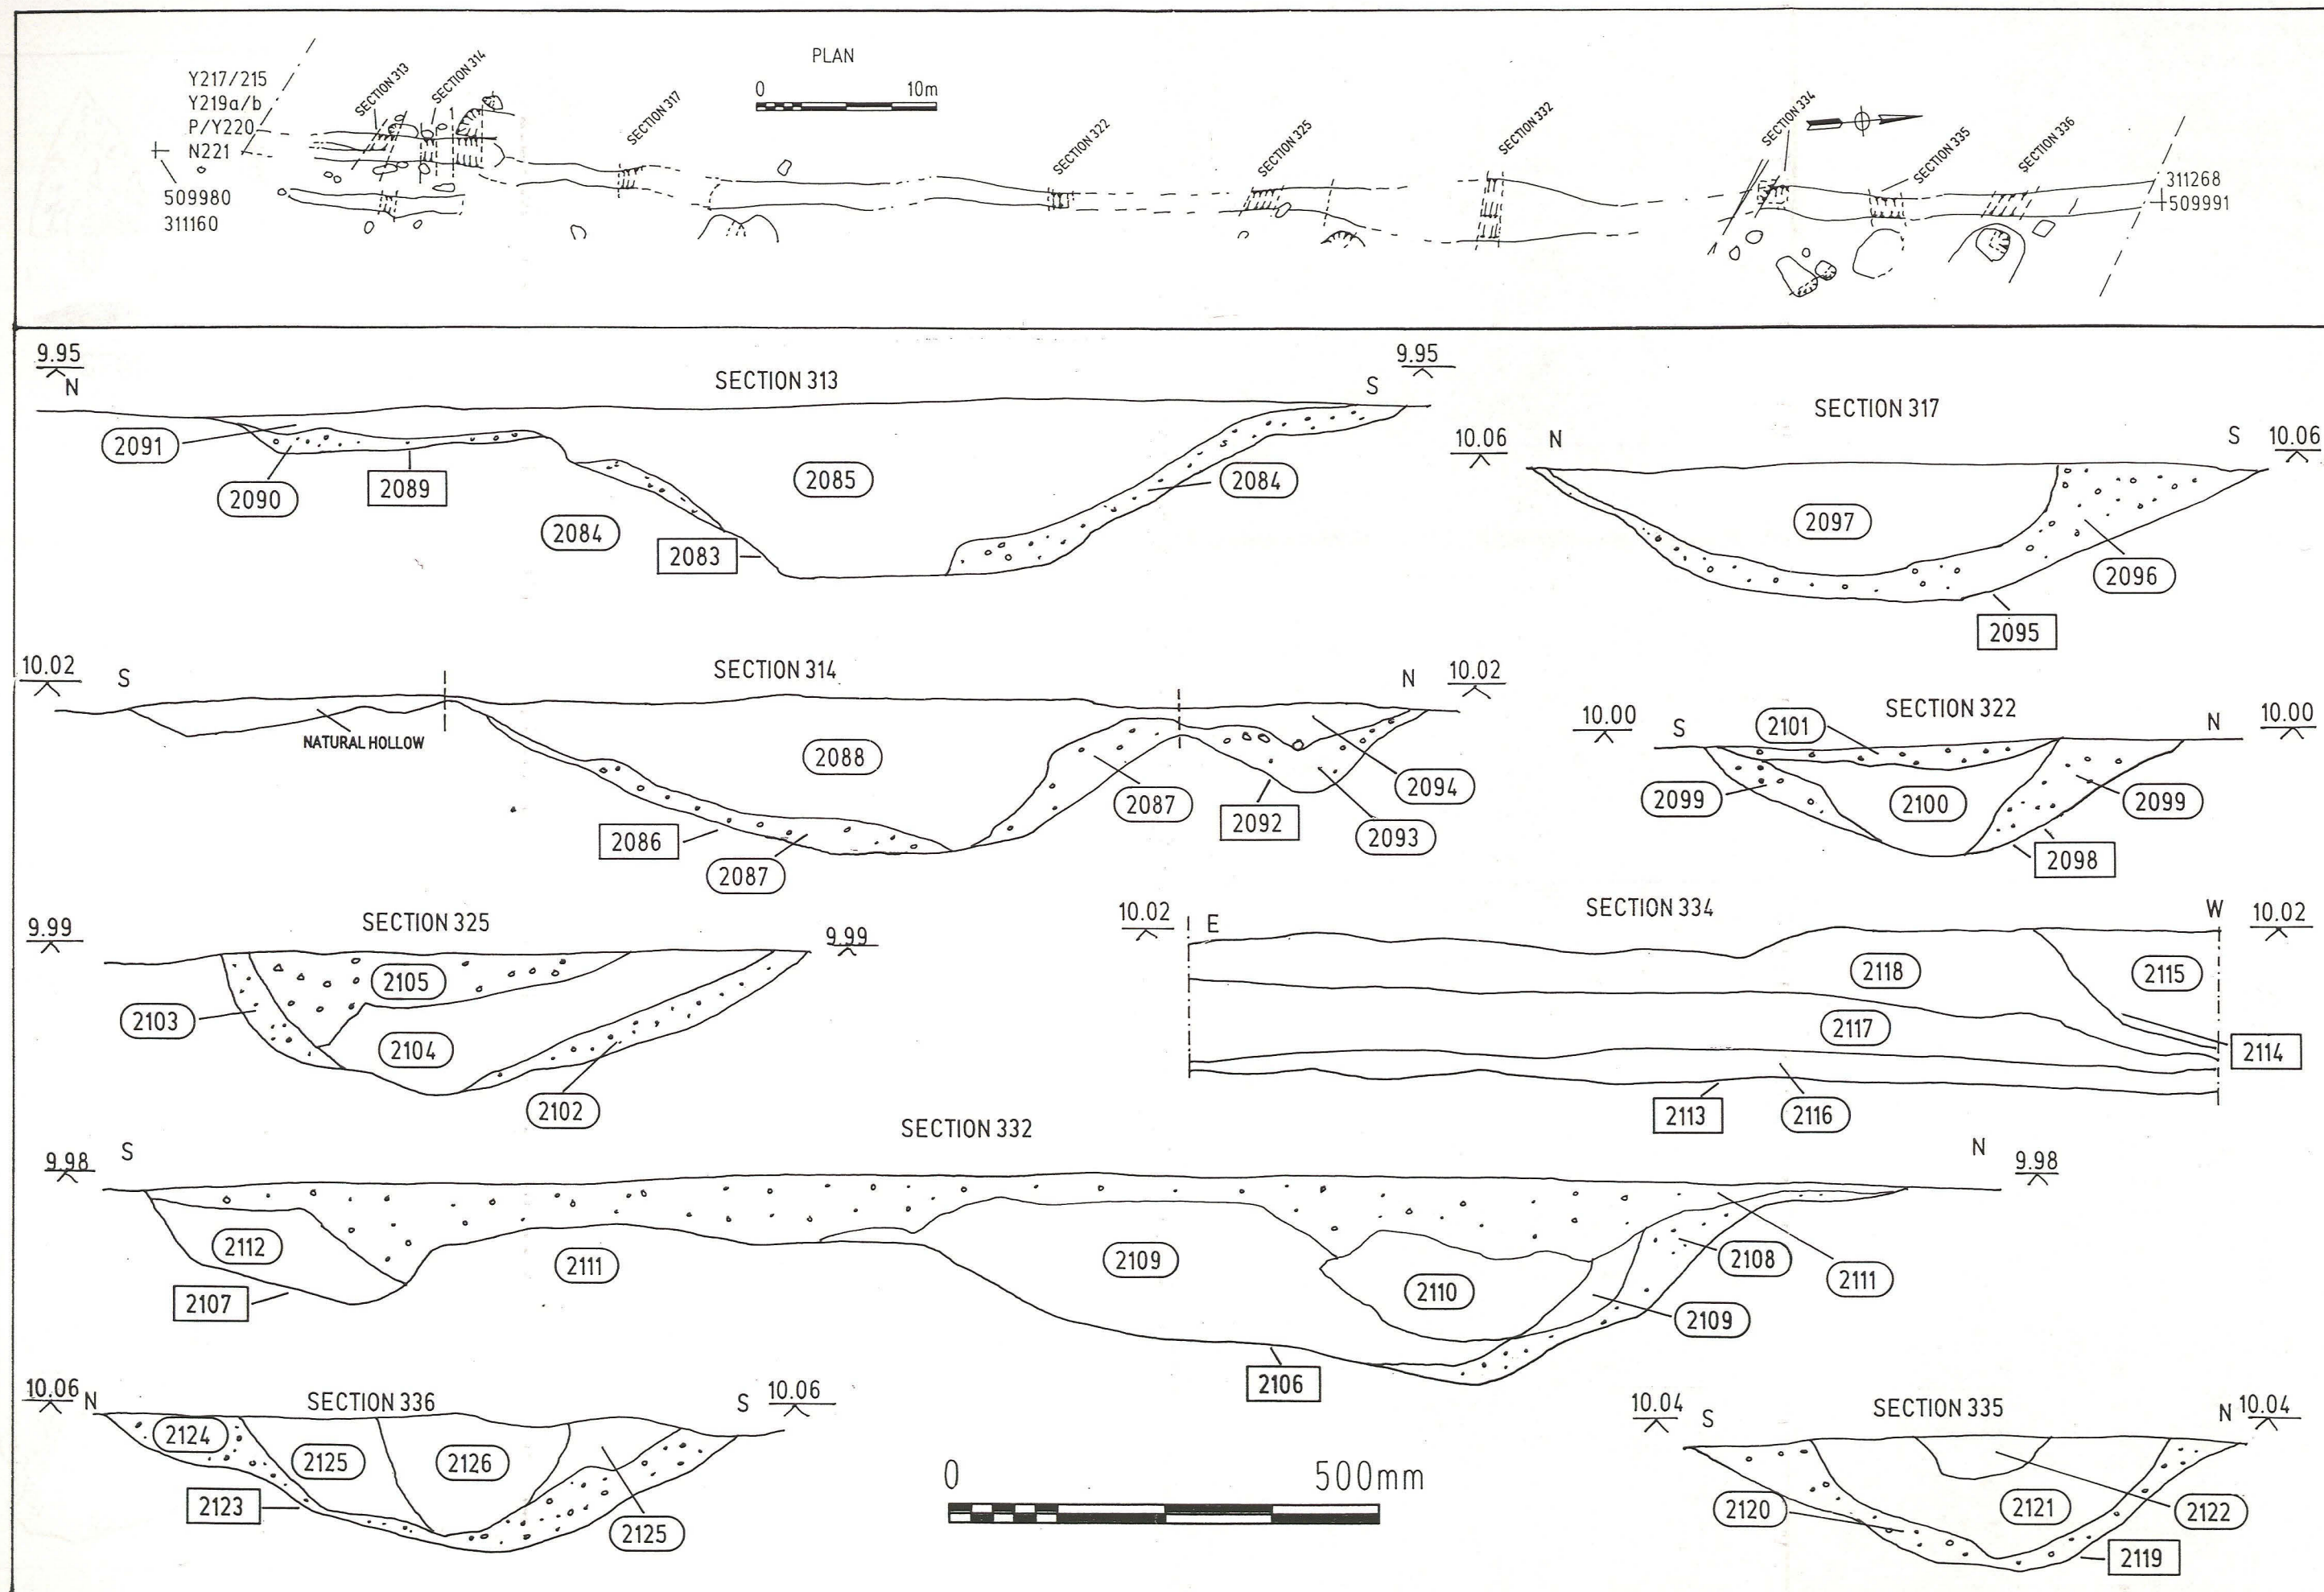 PLAN
0 10m
Y217/215
Y219a/b
P/Y220
N221
509980
311160
SECTION 313
SECTION 314
SECTION 317
SECTION 322
SECTION 325
SECTION 332
SECTION 334
SECTION 335
SECTION 336
311268
509991
9.95
N
SECTION 313
S
9.95
2091
2090
2089
2084
2083
2085
2084
SECTION 317
10.06
N
S
10.06
2097
2096
2095
10.02
S
SECTION 314
N
10.02
NATURAL HOLLOW
2088
2086
2087
2087
2092
2094
2093
SECTION 322
10.00
S
N
10.00
2101
2099
2100
2099
2098
SECTION 325
9.99
9.99
2105
2103
2104
2102
SECTION 334
10.02
E
W
10.02
2118
2115
2117
2114
2113
2116
SECTION 332
9.98
S
N
9.98
2112
2107
2111
2109
2110
2108
2111
2109
2106
10.06
N
SECTION 336
S
10.06
2124
2125
2126
2123
2125
0 500mm
10.04
S
SECTION 335
N
10.04
2120
2121
2122
2119